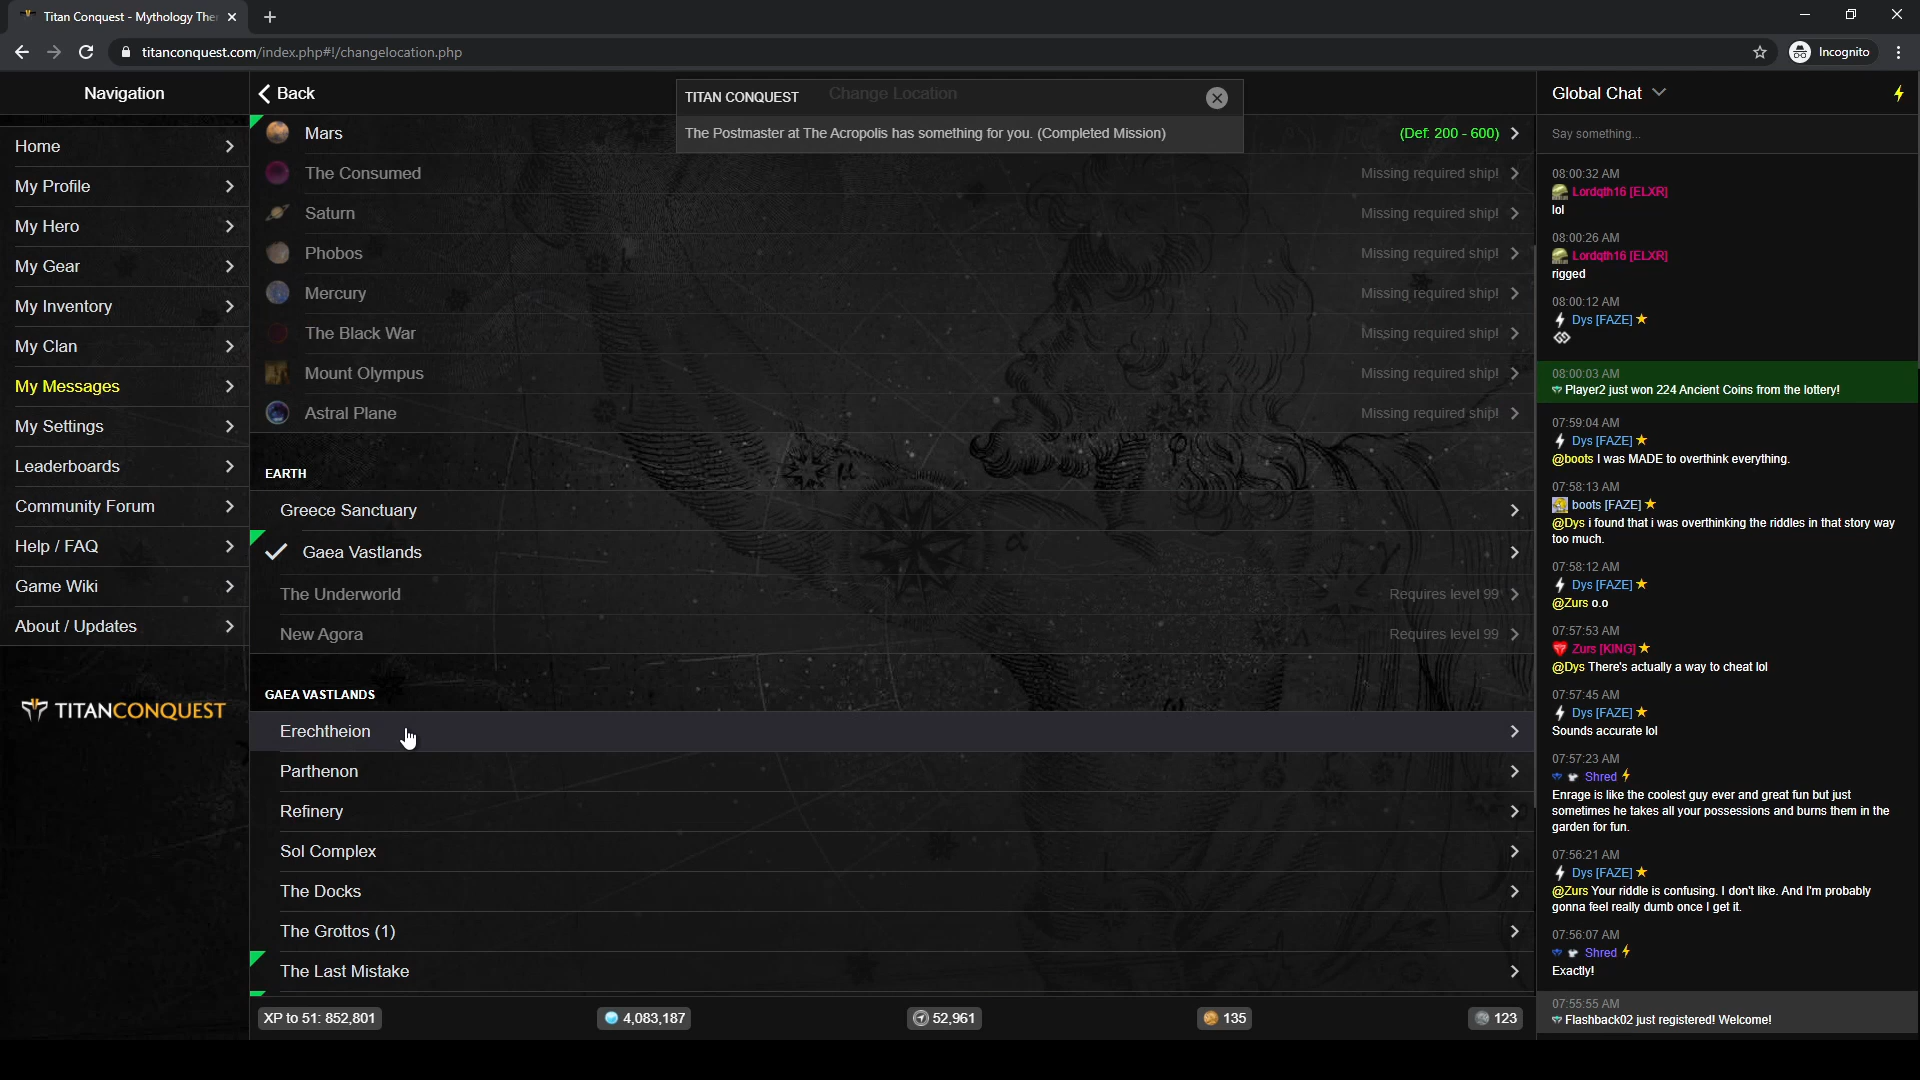 Titan Conquest - Mythology The
titanconquest.com/index.php#!/changelocation.php
Incognito
Navigation
Home
My Profile
My Hero
My Gear
My Inventory
My Clan
My Messages
My Settings
Leaderboards
Community Forum
Help / FAQ
Game Wiki
About / Updates
TITANCONQUEST
Back
Change Location
TITAN CONQUEST
The Postmaster at The Acropolis has something for you. (Completed Mission)
Mars (Def: 200 - 600)
The Consumed Missing required ship!
Saturn Missing required ship!
Phobos Missing required ship!
Mercury Missing required ship!
The Black War Missing required ship!
Mount Olympus Missing required ship!
Astral Plane Missing required ship!
EARTH
Greece Sanctuary
Gaea Vastlands
The Underworld Requires level 99
New Agora Requires level 99
GAEA VASTLANDS
Erechtheion
Parthenon
Refinery
Sol Complex
The Docks
The Grottos (1)
The Last Mistake
XP to 51: 852,801 4,083,187 52,961 135 123
Global Chat
Say something...
08:00:32 AM
Lordqth16 [ELXR]
lol
08:00:26 AM
Lordqth16 [ELXR]
rigged
08:00:12 AM
Dys [FAZE]
08:00:03 AM
Player2 just won 224 Ancient Coins from the lottery!
07:59:04 AM
Dys [FAZE]
@boots I was MADE to overthink everything.
07:58:13 AM
boots [FAZE]
@Dys i found that i was overthinking the riddles in that story way
too much.
07:58:12 AM
Dys [FAZE]
@Zurs o.o
07:57:53 AM
Zurs [KING]
@Dys There's actually a way to cheat lol
07:57:45 AM
Dys [FAZE]
Sounds accurate lol
07:57:23 AM
Shred
Enrage is like the coolest guy ever and great fun but just
sometimes he takes all your possessions and burns them in the
garden for fun.
07:56:21 AM
Dys [FAZE]
@Zurs Your riddle is confusing. I don't like. And I'm probably
gonna feel really dumb once I get it.
07:56:07 AM
Shred
Exactly!
07:55:55 AM
Flashback02 just registered! Welcome!